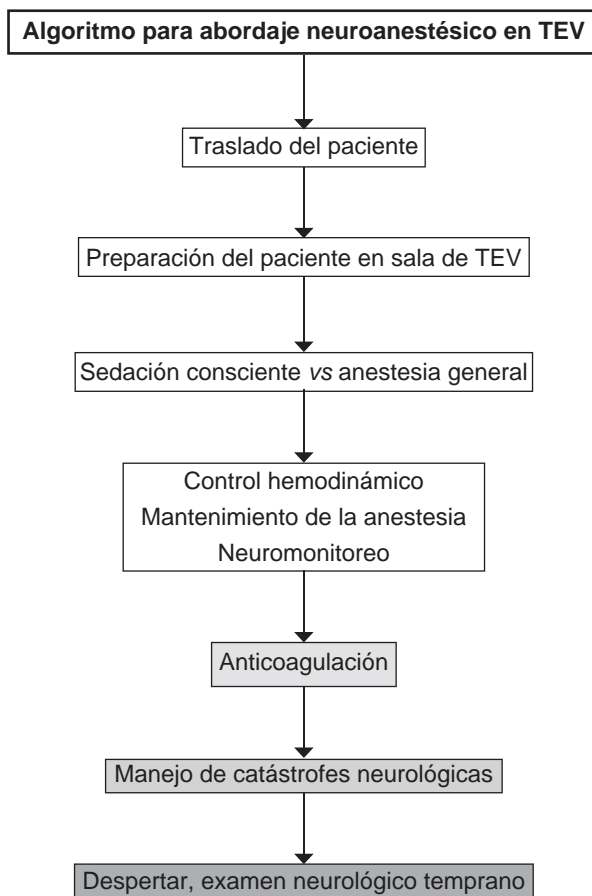 Algoritmo para abordaje neuroanestésico en TEV
Traslado del paciente
Preparación del paciente en sala de TEV
Sedación consciente vs anestesia general
Control hemodinámico
Mantenimiento de la anestesia
Neuromonitoreo
Anticoagulación
Manejo de catástrofes neurológicas
Despertar, examen neurológico temprano